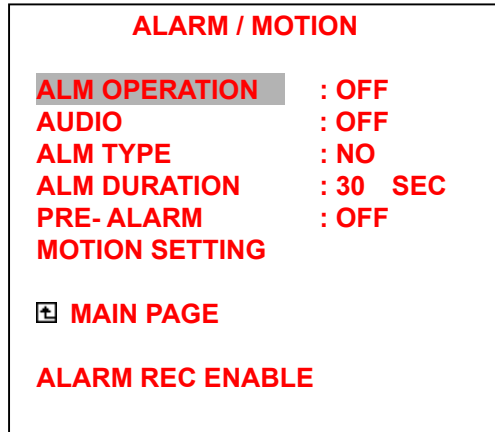 ALARM / MOTION
ALM OPERATION : OFF
AUDIO : OFF
ALM TYPE : NO
ALM DURATION : 30 SEC
PRE- ALARM : OFF
MOTION SETTING
MAIN PAGE
ALARM REC ENABLE